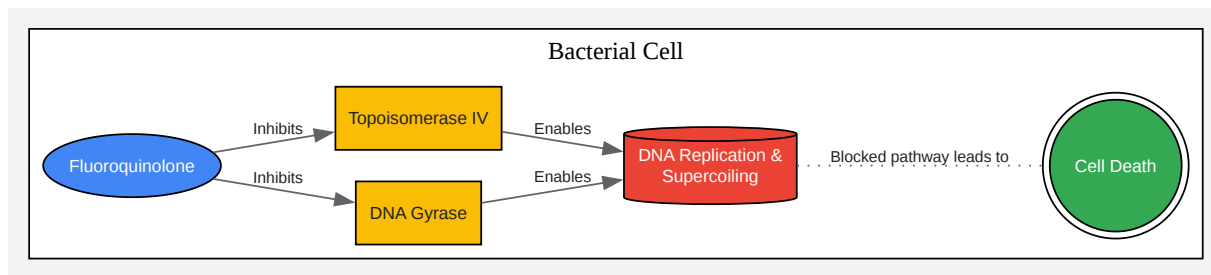 Bacterial Cell
Fluoroquinolone
Inhibits
Inhibits
Topoisomerase IV
DNA Gyrase
Enables
Enables
DNA Replication &
Supercoiling
Blocked pathway leads to
Cell Death